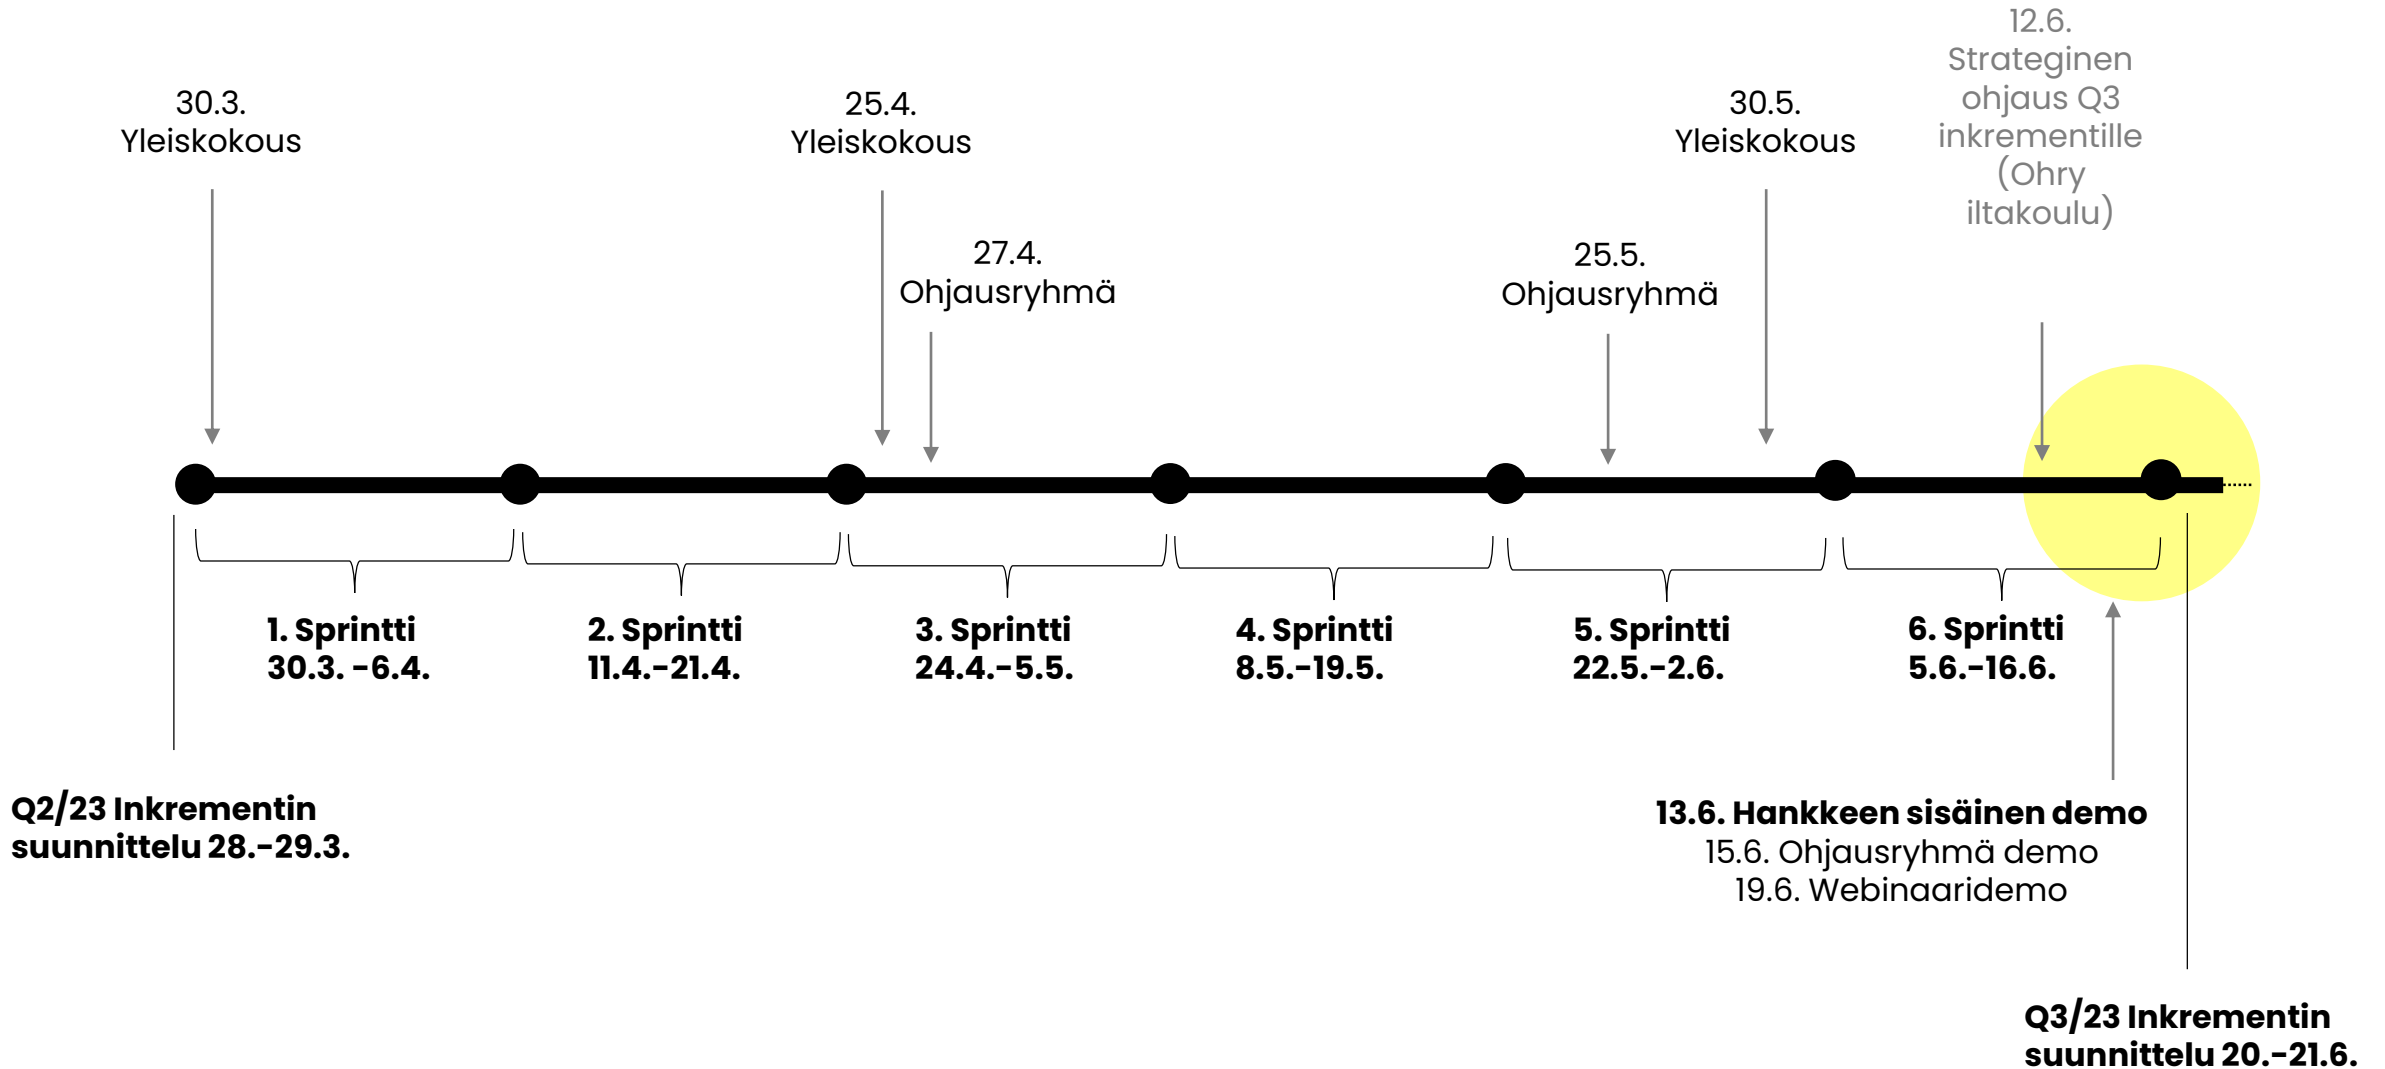 12.6.
Strateginen
ohjaus Q3
inkrementille
(Ohry
iltakoulu)
30.3.
Yleiskokous
25.4.
Yleiskokous
30.5.
Yleiskokous
27.4.
Ohjausryhmä
25.5.
Ohjausryhmä
1. Sprintti
30.3. -6.4.
2. Sprintti
11.4.-21.4.
3. Sprintti
24.4.-5.5.
4. Sprintti
8.5.-19.5.
5. Sprintti
22.5.-2.6.
6. Sprintti
5.6.-16.6.
Q2/23 Inkrementin
suunnittelu 28.-29.3.
13.6. Hankkeen sisäinen demo
15.6. Ohjausryhmä demo
19.6. Webinaaridemo
Q3/23 Inkrementin
suunnittelu 20.-21.6.